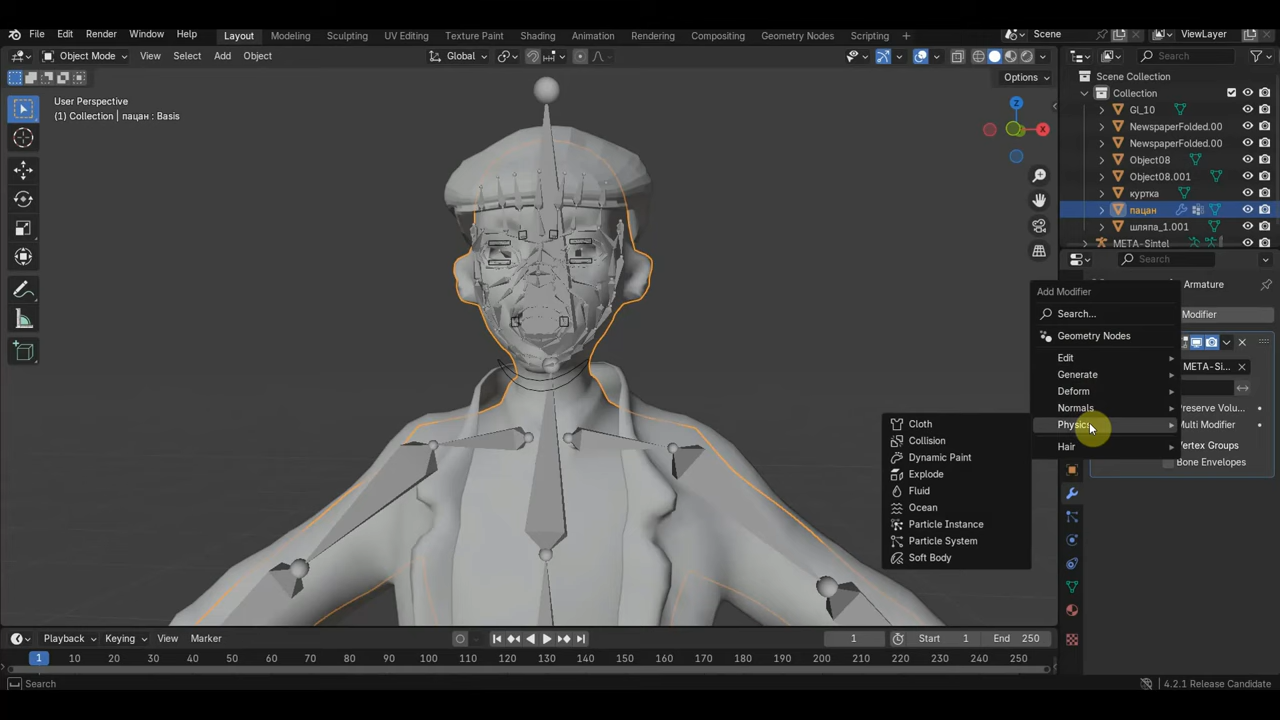 File Edit Render Window Help Layout Modeling Sculpting UV Editing Texture Paint Shading Animation Rendering Compositing Geometry Nodes Scripting Scene ViewLayer
Object Mode View Select Add Object Global Search
Options
User Perspective
(1) Collection | пацан : Basis
Z
X
Scene Collection
Collection
GI_10
NewspaperFolded.00
NewspaperFolded.00
Object08
Object08.001
куртка
пацан
шляпа_1.001
META-Sintel
Search
Armature
Modifier
META-Si...
Preserve Volu...
Multi Modifier
Vertex Groups
Bone Envelopes
Add Modifier
Search...
Geometry Nodes
Edit
Generate
Deform
Normals
Physics
Hair
Cloth
Collision
Dynamic Paint
Explode
Fluid
Ocean
Particle Instance
Particle System
Soft Body
Playback Keying View Marker 1 Start 1 End 250
1 10 20 30 40 50 60 70 80 90 100 110 120 130 140 150 160 170 180 190 200 210 220 230 240 250
Search 4.2.1 Release Candidate